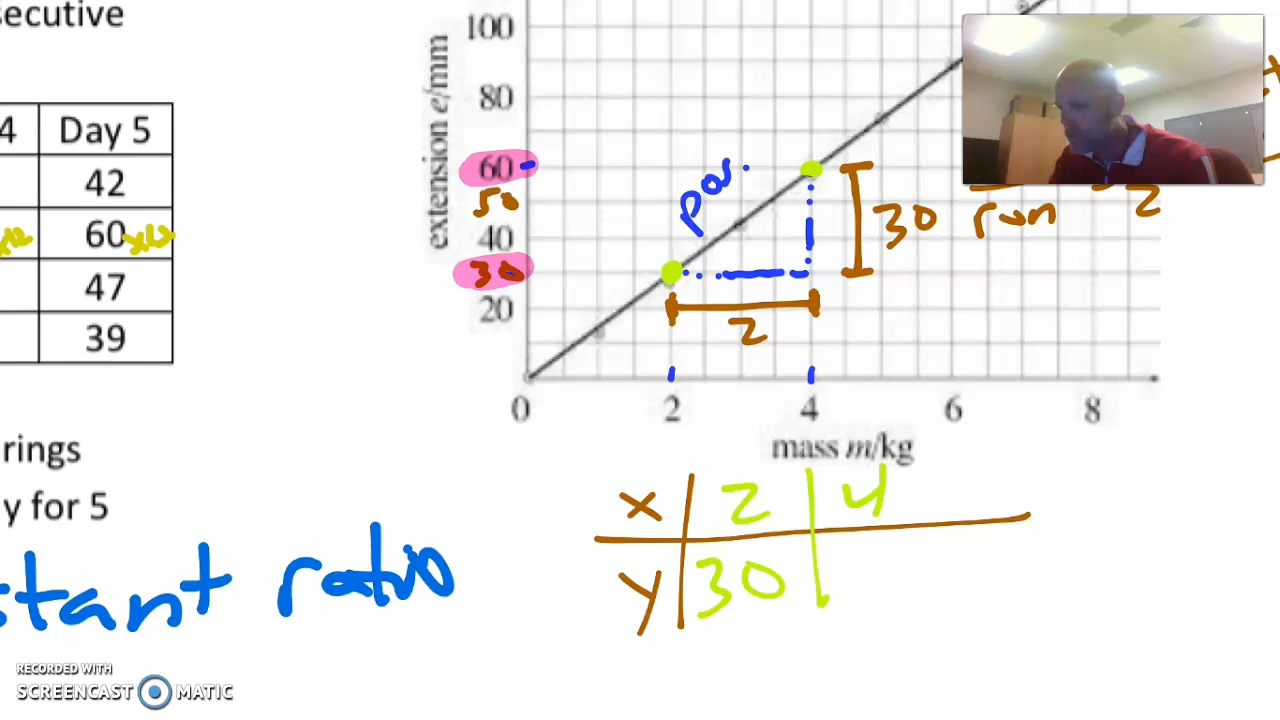 secutive
4 Day 5
42
60
47
39
rings
y for 5
stant ratio
extension e/mm
100
80
60
50
40
30
20
0 2 4 6 8
mass m/kg
pos.
30
2
run
2
x 2 4
y 30
RECORDED WITH
SCREENCAST MATIC